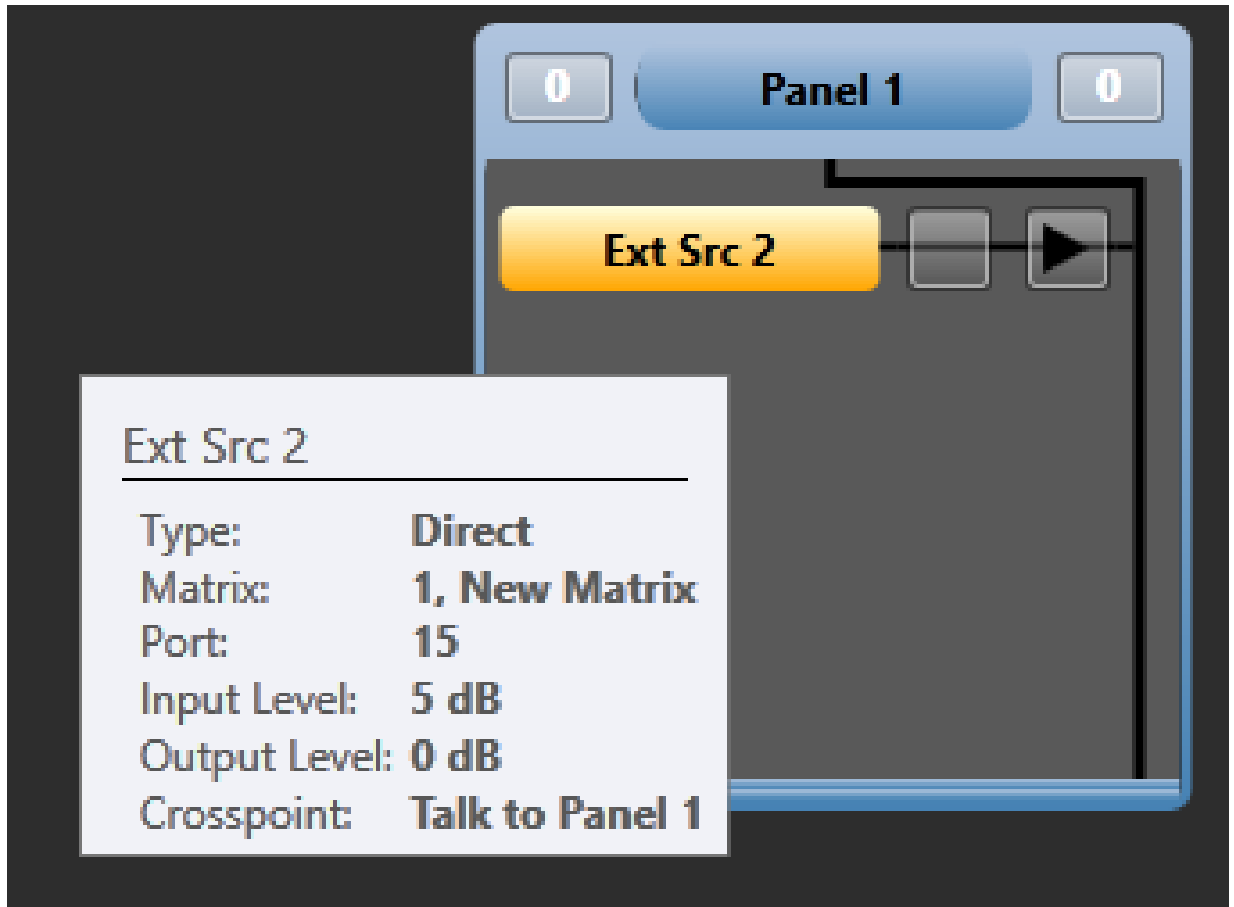 0 Panel 1 0
Ext Src 2
Ext Src 2
Type: Direct
Matrix: 1, New Matrix
Port: 15
Input Level: 5 dB
Output Level: 0 dB
Crosspoint: Talk to Panel 1